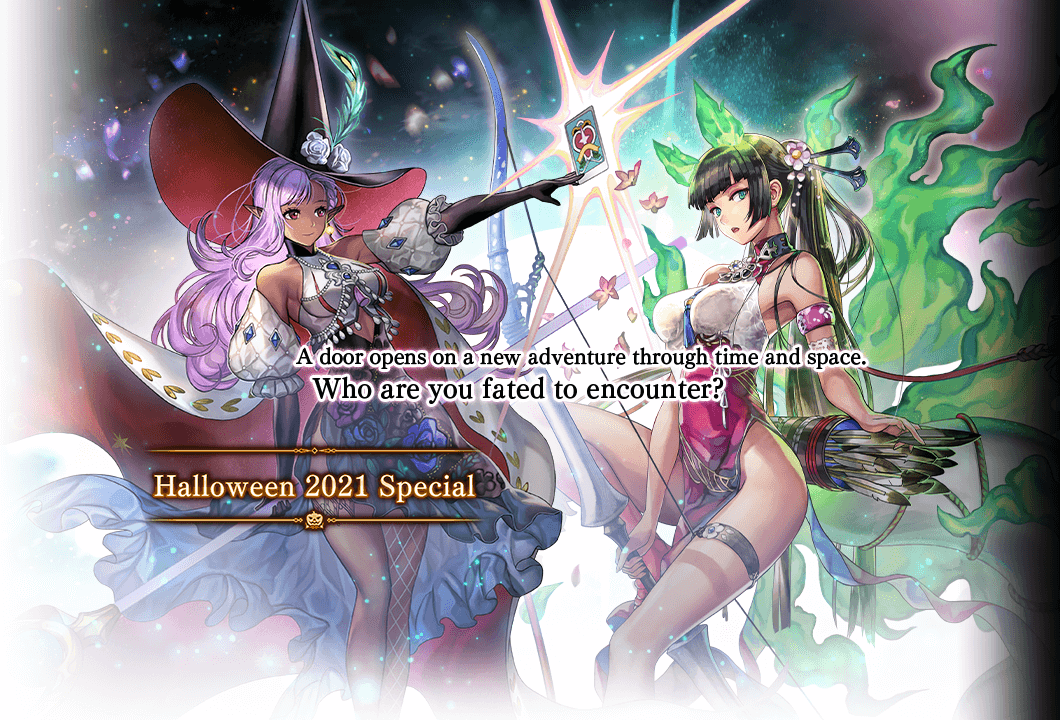 A door opens on a new adventure through time and space.
Who are you fated to encounter?
Halloween 2021 Special